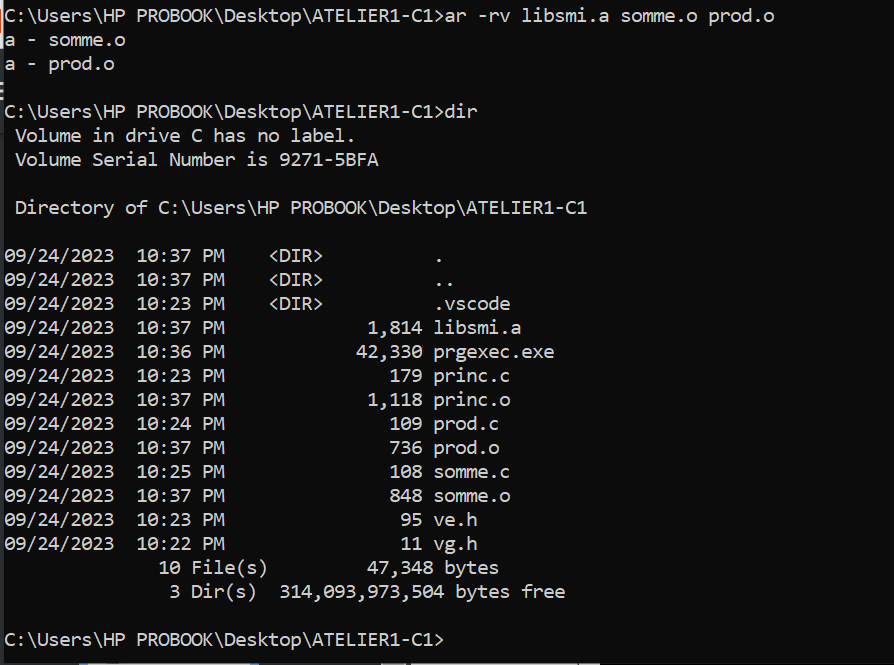 C:\Users\HP PROBOOK\Desktop\ATELIER1-C1>ar -rv libsmi.a somme.o prod.o
a - somme.o
a - prod.o
C:\Users\HP PROBOOK\Desktop\ATELIER1-C1>dir
Volume in drive C has no label.
Volume Serial Number is 9271-5BFA
Directory of C:\Users\HP PROBOOK\Desktop\ATELIER1-C1
09/24/2023  10:37 PM    <DIR>          .
09/24/2023  10:37 PM    <DIR>          ..
09/24/2023  10:23 PM    <DIR>          .vscode
09/24/2023  10:37 PM             1,814 libsmi.a
09/24/2023  10:36 PM            42,330 prgexec.exe
09/24/2023  10:23 PM               179 princ.c
09/24/2023  10:37 PM             1,118 princ.o
09/24/2023  10:24 PM               109 prod.c
09/24/2023  10:37 PM               736 prod.o
09/24/2023  10:25 PM               108 somme.c
09/24/2023  10:37 PM               848 somme.o
09/24/2023  10:23 PM                95 ve.h
09/24/2023  10:22 PM                11 vg.h
10 File(s)         47,348 bytes
3 Dir(s)  314,093,973,504 bytes free
C:\Users\HP PROBOOK\Desktop\ATELIER1-C1>